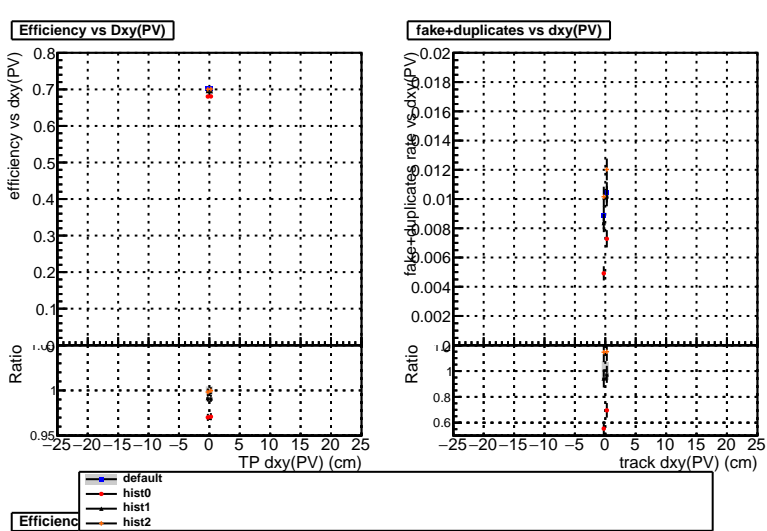 Efficiency vs Dxy(PV)
efficiency vs dxy(PV)
0.8
0.7
0.6
0.5
0.4
0.3
0.2
0.1
Ratio
1
0.95
−25 −20 −15 −10 −5 0 5 10 15 20 25
TP dxy(PV) (cm)
fake+duplicates vs dxy(PV)
fake+duplicates rate vs dxy(PV)
0.02
0.018
0.016
0.014
0.012
0.01
0.008
0.006
0.004
0.002
0
Ratio
1
0.8
0.6
−25 −20 −15 −10 −5 0 5 10 15 20 25
track dxy(PV) (cm)
default
hist0
hist1
hist2
Efficienc